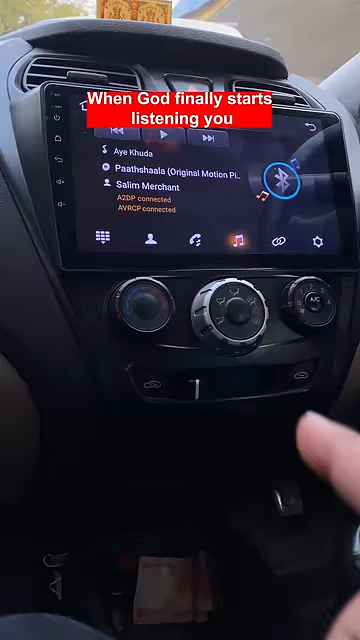 When God finally starts
listening you
Aye Khuda
Paathshaala (Original Motion Pi..
Salim Merchant
A2DP connected
AVRCP connected
A/C